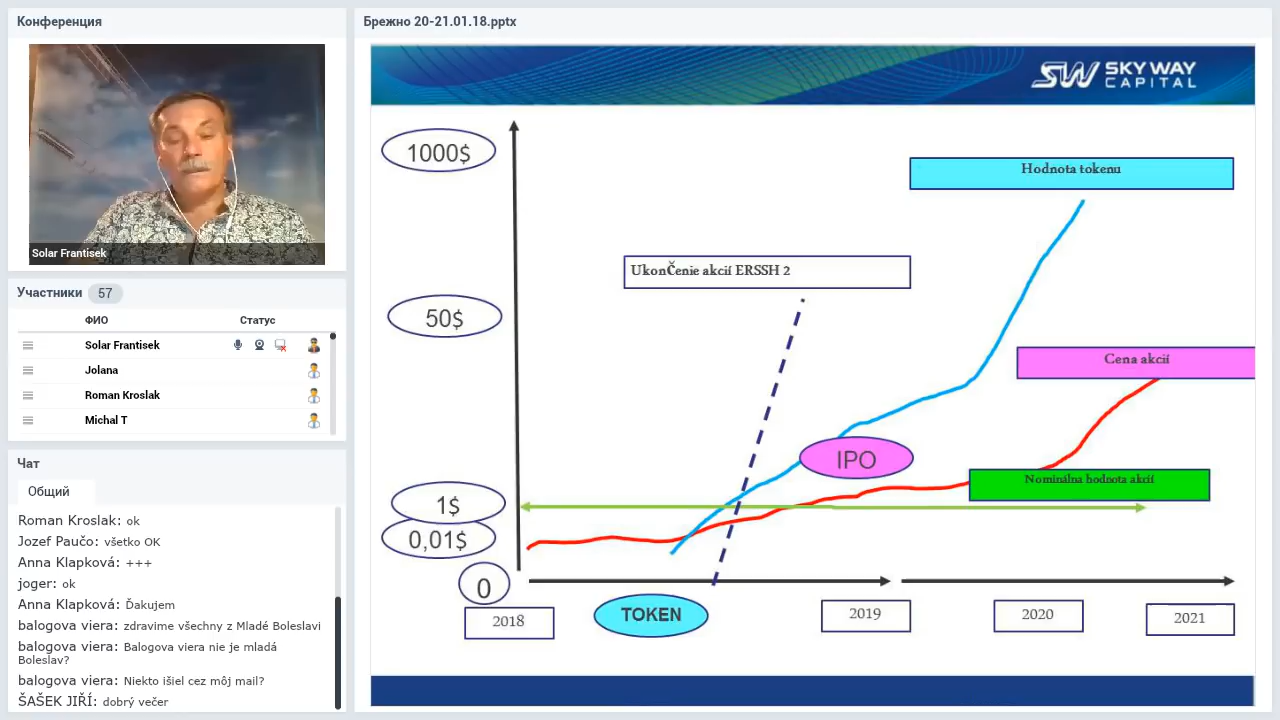 Конференция
Solar Frantisek
Участники 57
ФИО Статус
Solar Frantisek
Jolana
Roman Kroslak
Michal T
Чат
Общий
Roman Kroslak: ok
Jozef Paučo: všetko OK
Anna Klapková: +++
joger: ok
Anna Klapková: Ďakujem
balogova viera: zdravime všechny z Mladé Boleslavi
balogova viera: Balogova viera nie je mladá
Boleslav?
balogova viera: Niekto išiel cez môj mail?
ŠAŠEK JIŘÍ: dobrý večer
Брежно 20-21.01.18.pptx
SW SKY WAY
CAPITAL
1000$
Hodnota tokenu
UkonČenie akcií ERSSH 2
50$
Cena akcií
IPO
Nominálna hodnota akcií
1$
0,01$
0
2018
TOKEN
2019
2020
2021